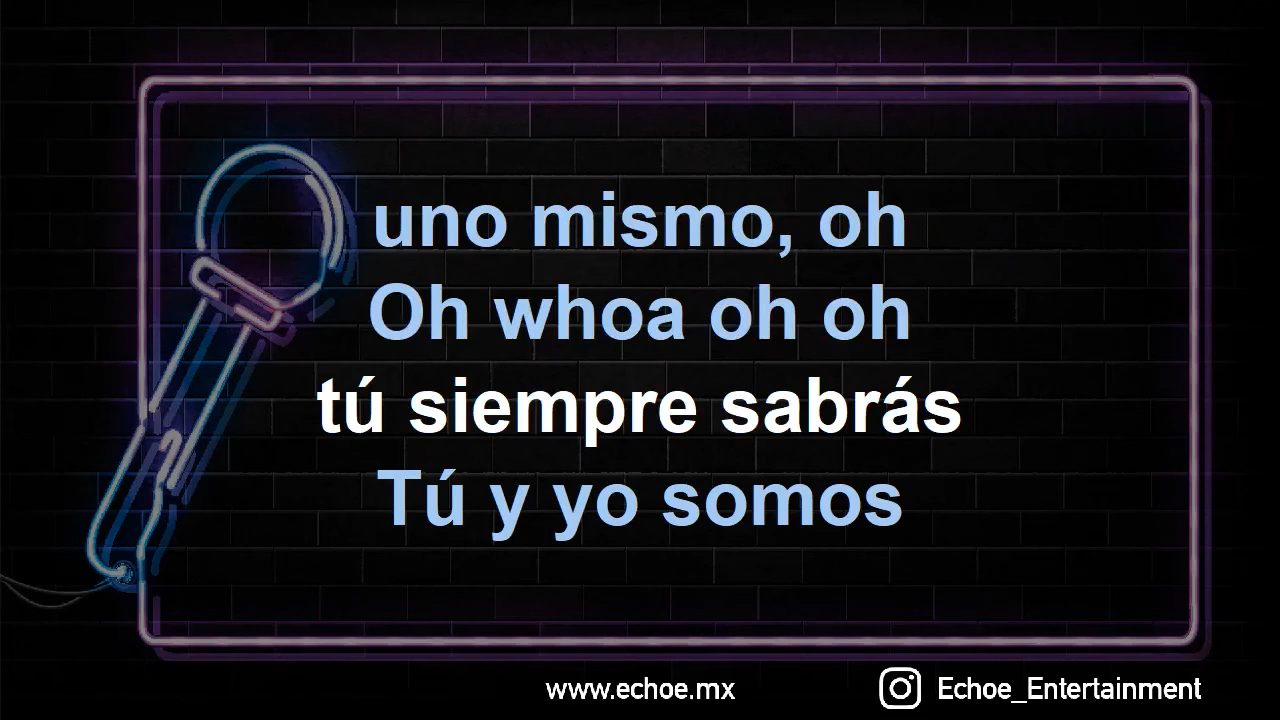 uno mismo, oh
Oh whoa oh oh
tú siempre sabrás
Tú y yo somos
www.echoe.mx
Echoe_Entertainment